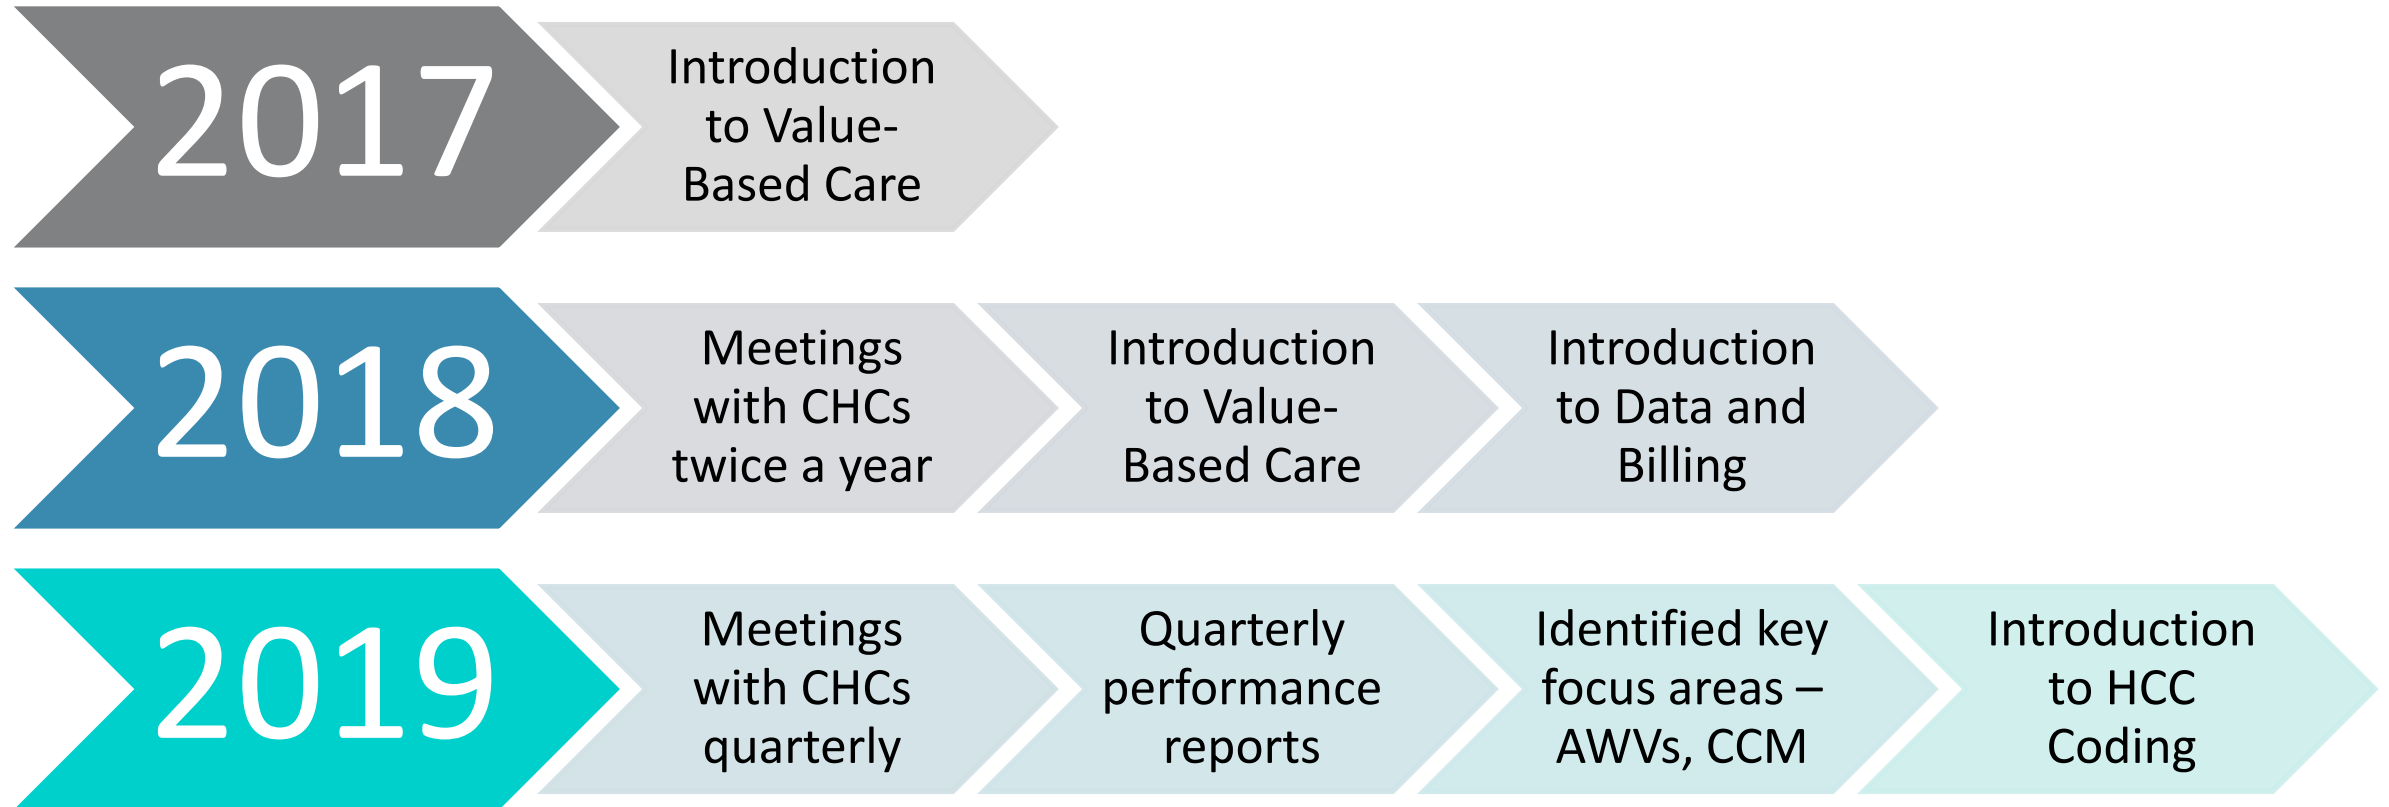 2017
Introduction
to Value-
Based Care
2018
Meetings
with CHCs
twice a year
Introduction
to Value-
Based Care
Introduction
to Data and
Billing
2019
Meetings
with CHCs
quarterly
Quarterly
performance
reports
Identified key
focus areas –
AWVs, CCM
Introduction
to HCC
Coding